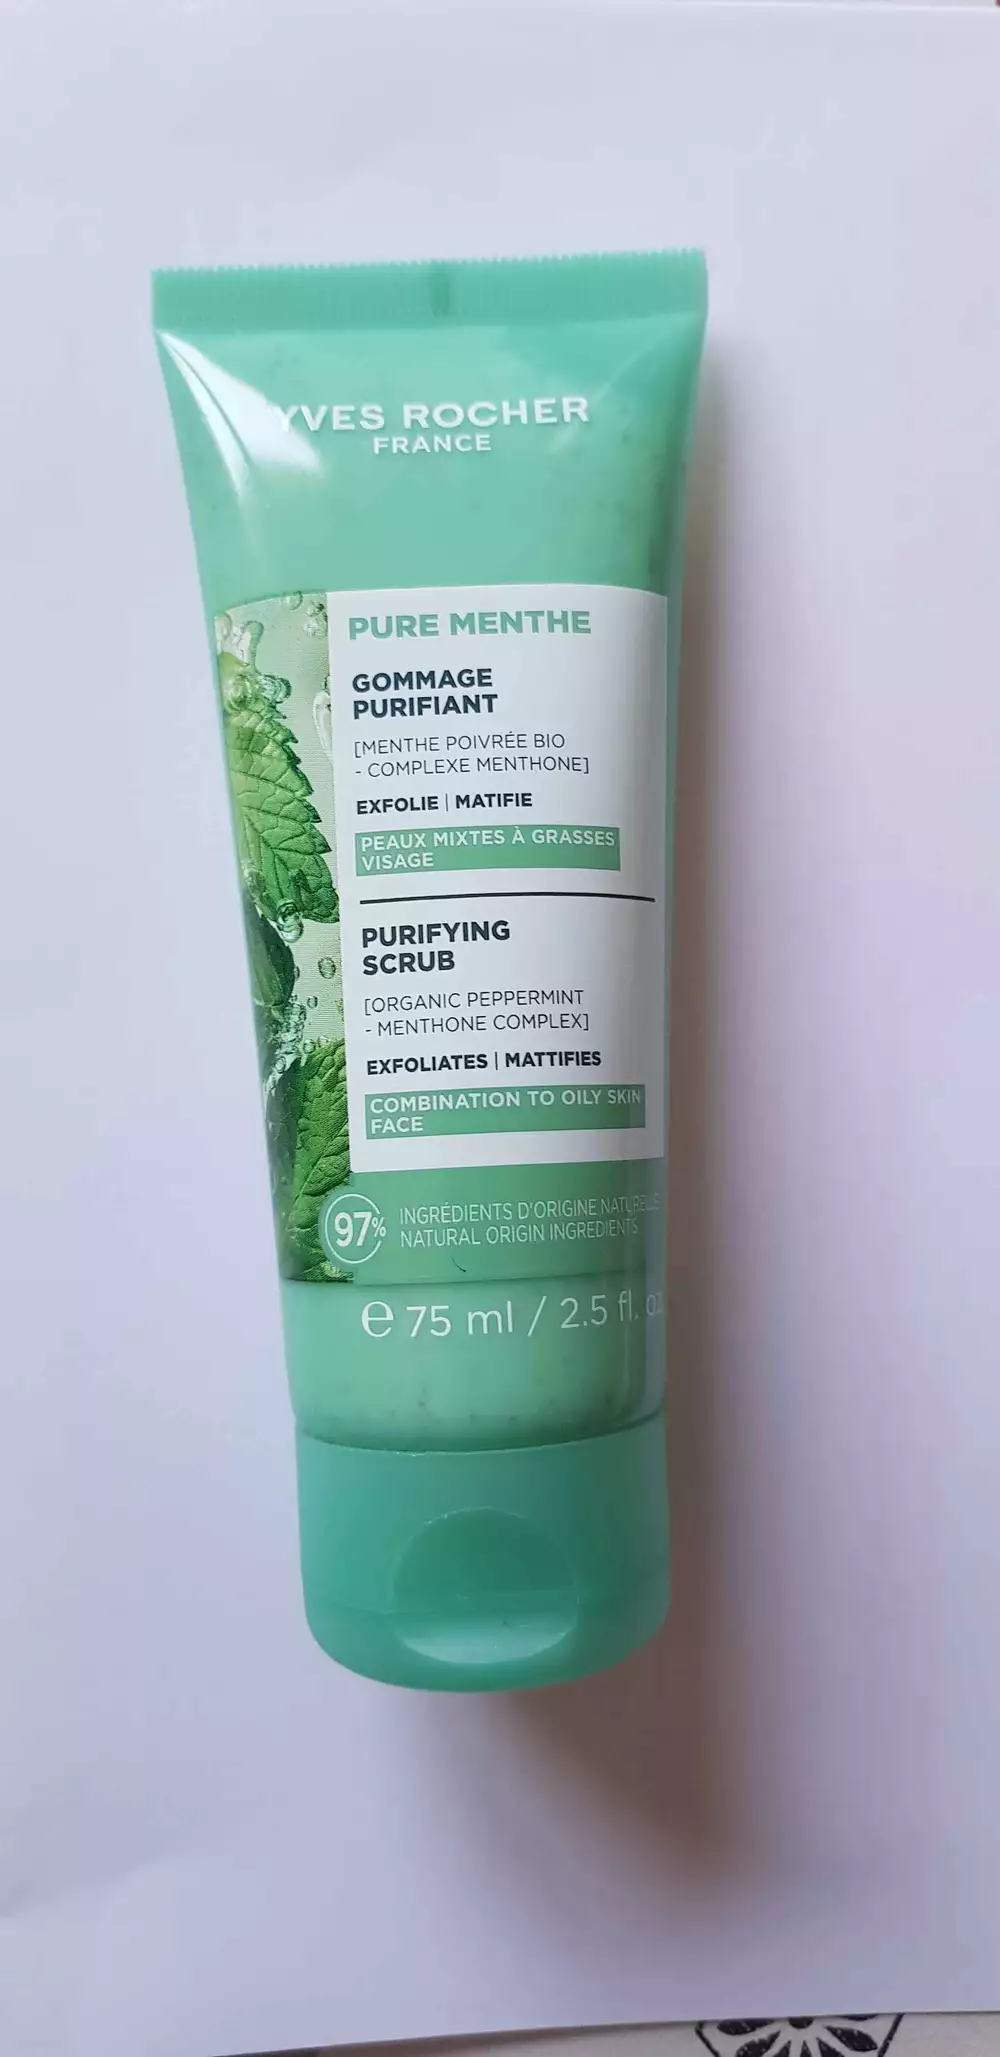 YVES ROCHER
FRANCE
PURE MENTHE
GOMMAGE
PURIFIANT
[MENTHE POIVRÉE BIO
- COMPLEXE MENTHONE]
EXFOLIE | MATIFIE
PEAUX MIXTES À GRASSES
VISAGE
PURIFYING
SCRUB
[ORGANIC PEPPERMINT
- MENTHONE COMPLEX]
EXFOLIATES | MATTIFIES
COMBINATION TO OILY SKIN
FACE
97%
INGRÉDIENTS D'ORIGINE NATURELLE
NATURAL ORIGIN INGREDIENTS
e 75 ml / 2.5 fl. oz